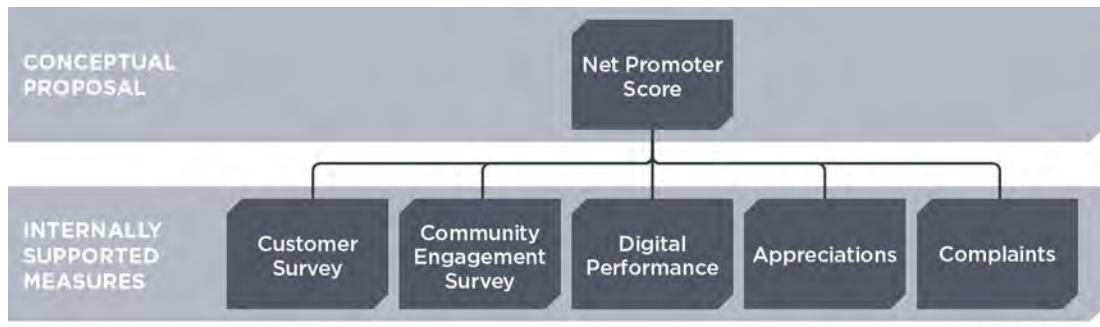 CONCEPTUAL
PROPOSAL
Net Promoter
Score
INTERNALLY
SUPPORTED
MEASURES
Customer
Survey
Community
Engagement
Survey
Digital
Performance
Appreciations
Complaints